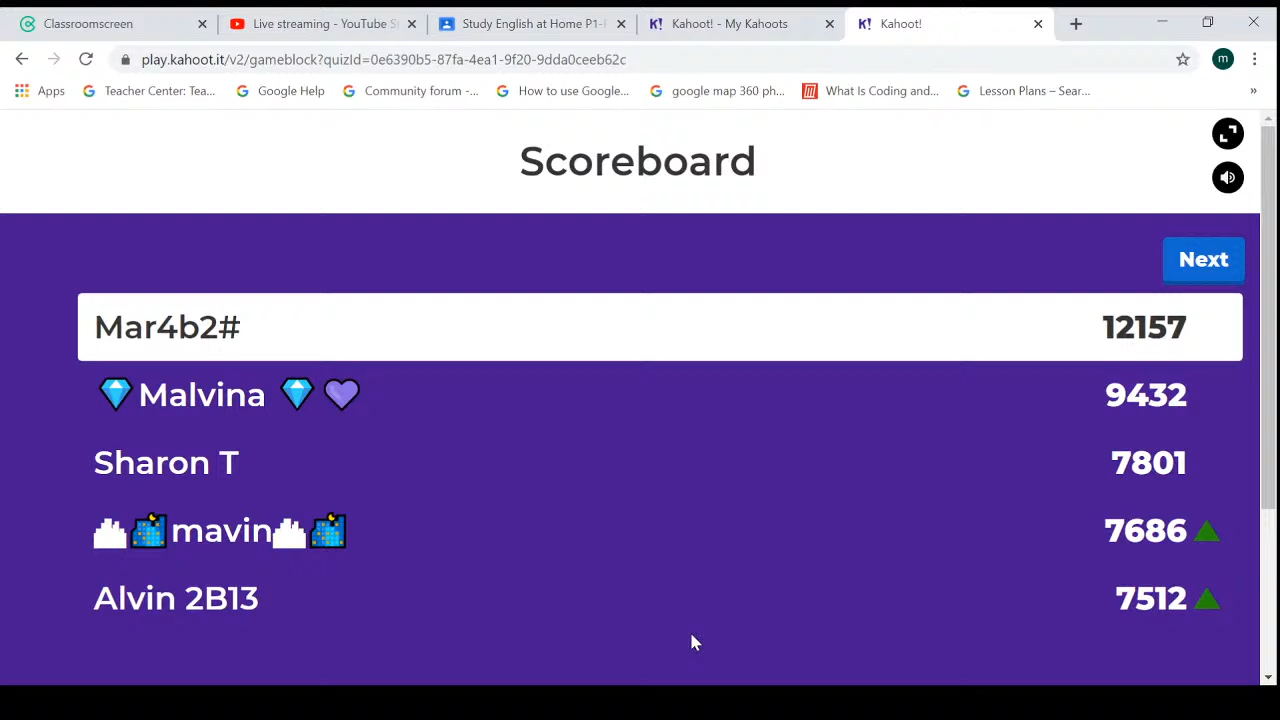 Classroomscreen
Live streaming - YouTube S
Study English at Home P1-
Kahoot! - My Kahoots
Kahoot!
play.kahoot.it/v2/gameblock?quizId=0e6390b5-87fa-4ea1-9f20-9dda0ceeb62c
m
Apps
Teacher Center: Tea...
Google Help
Community forum -...
How to use Google...
google map 360 ph...
What Is Coding and...
Lesson Plans – Sear...
»
Scoreboard
Next
Mar4b2# 12157
💎Malvina 💎💜 9432
Sharon T 7801
mavin 7686
Alvin 2B13 7512